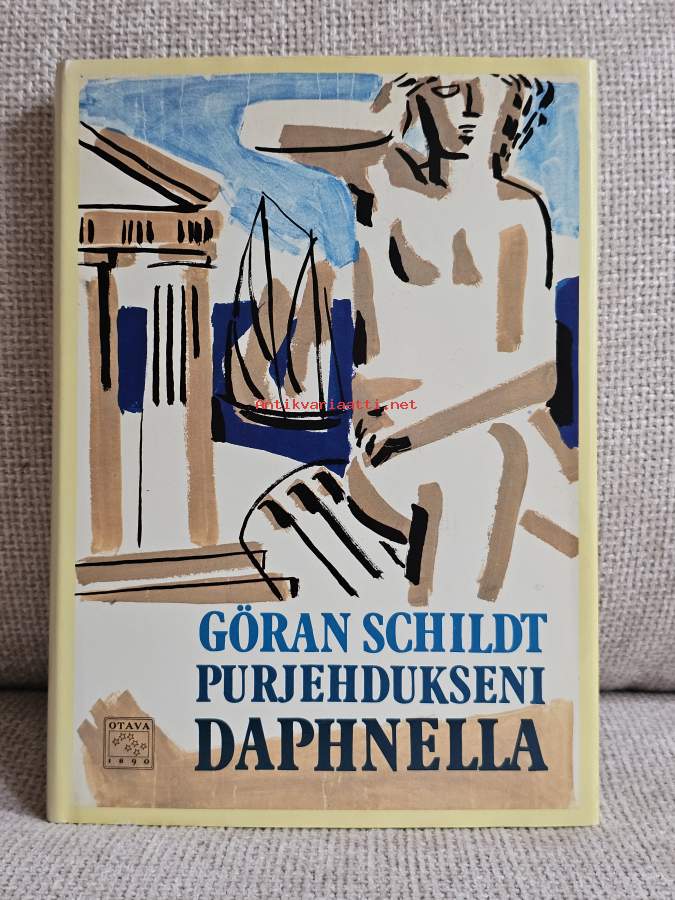 Antikvariaatti.net
GÖRAN SCHILDT
PURJEHDUKSENI
DAPHNELLA
OTAVA
1890